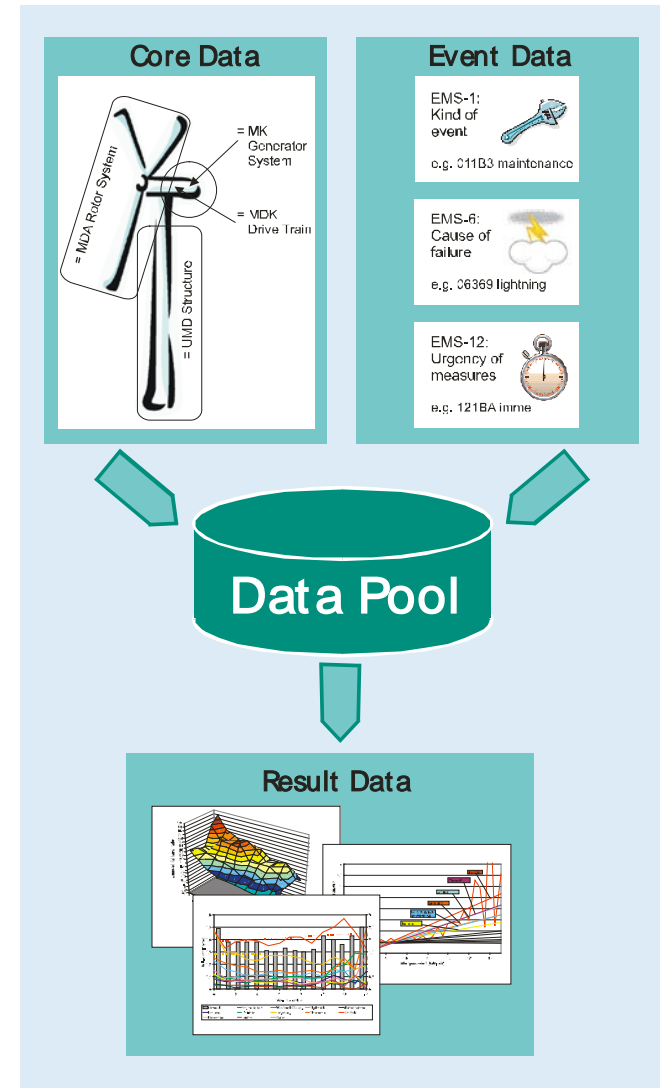 Core Data
= MDA Rotor System
= MK
Generator
System
= MDK
Drive Train
= UMD Structure
Event Data
EMS-1:
Kind of
event
e.g. 011B3 maintenance
EMS-6:
Cause of
failure
e.g. 06369 lightning
EMS-12:
Urgency of
measures
e.g. 121BA imme
Data Pool
Result Data